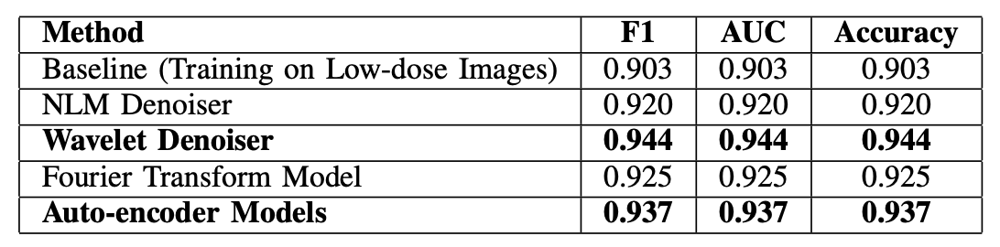 Method F1 AUC Accuracy
Baseline (Training on Low-dose Images) 0.903 0.903 0.903
NLM Denoiser 0.920 0.920 0.920
Wavelet Denoiser 0.944 0.944 0.944
Fourier Transform Model 0.925 0.925 0.925
Auto-encoder Models 0.937 0.937 0.937